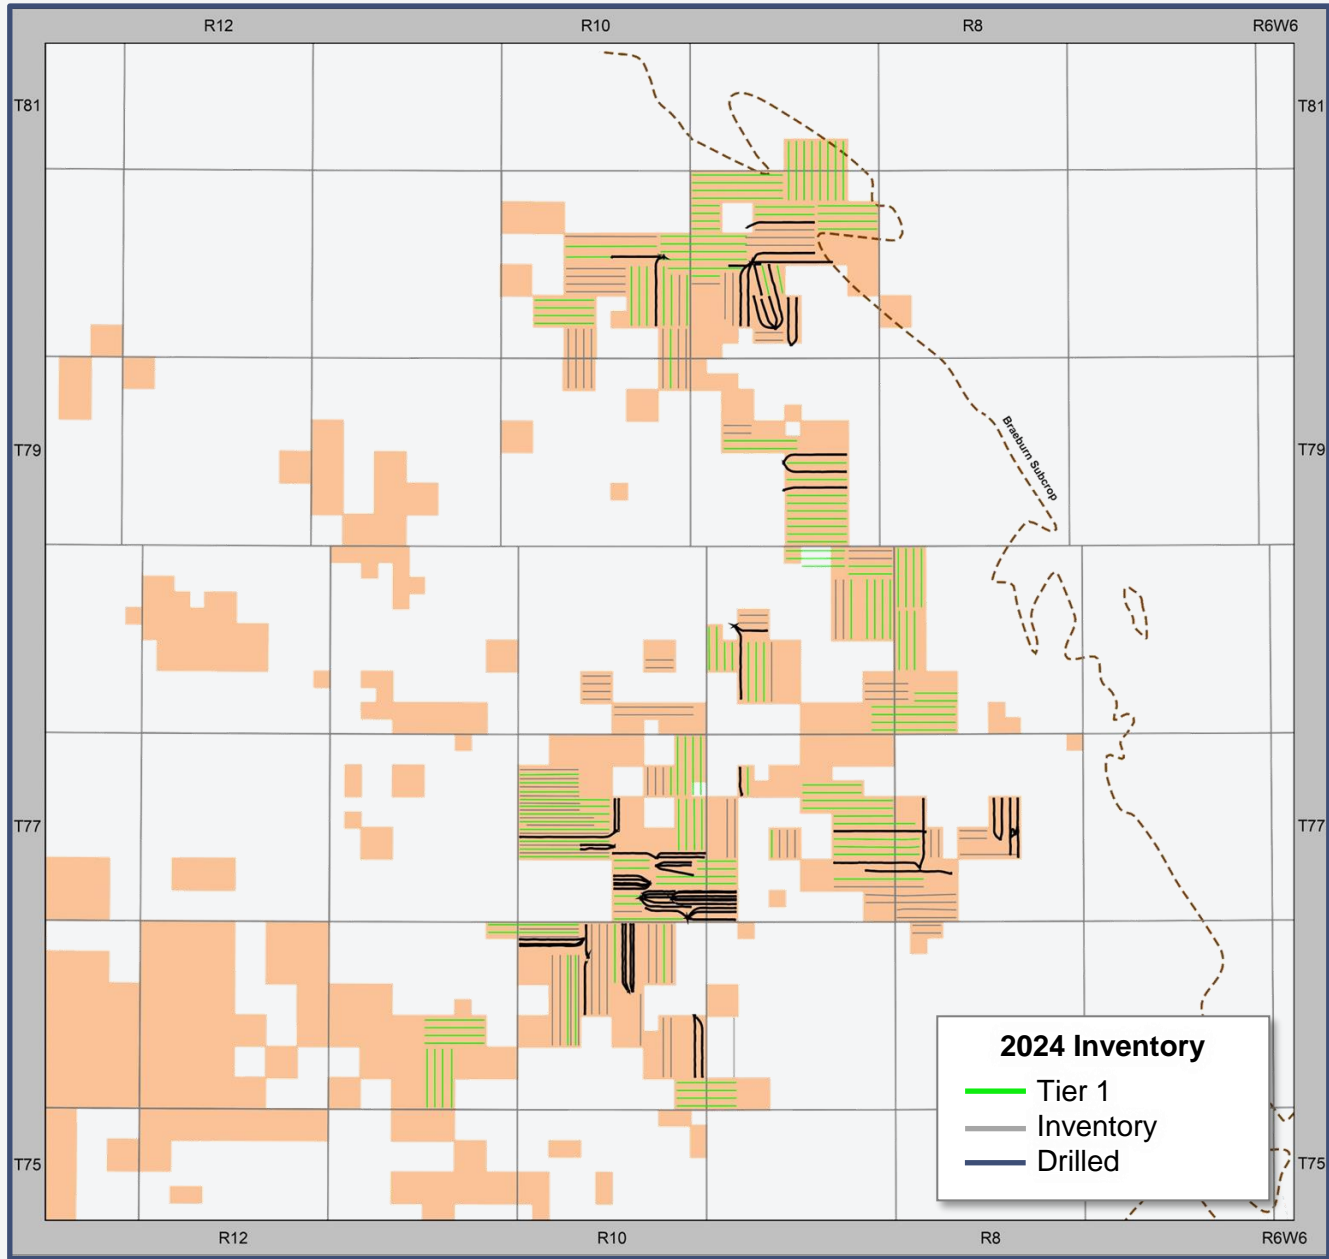 R12 R10 R8 R6W6
T81 T81
T79 T79
Braeburn Subcrop
T77 T77
2024 Inventory
Tier 1
Inventory
Drilled
T75 T75
R12 R10 R8 R6W6